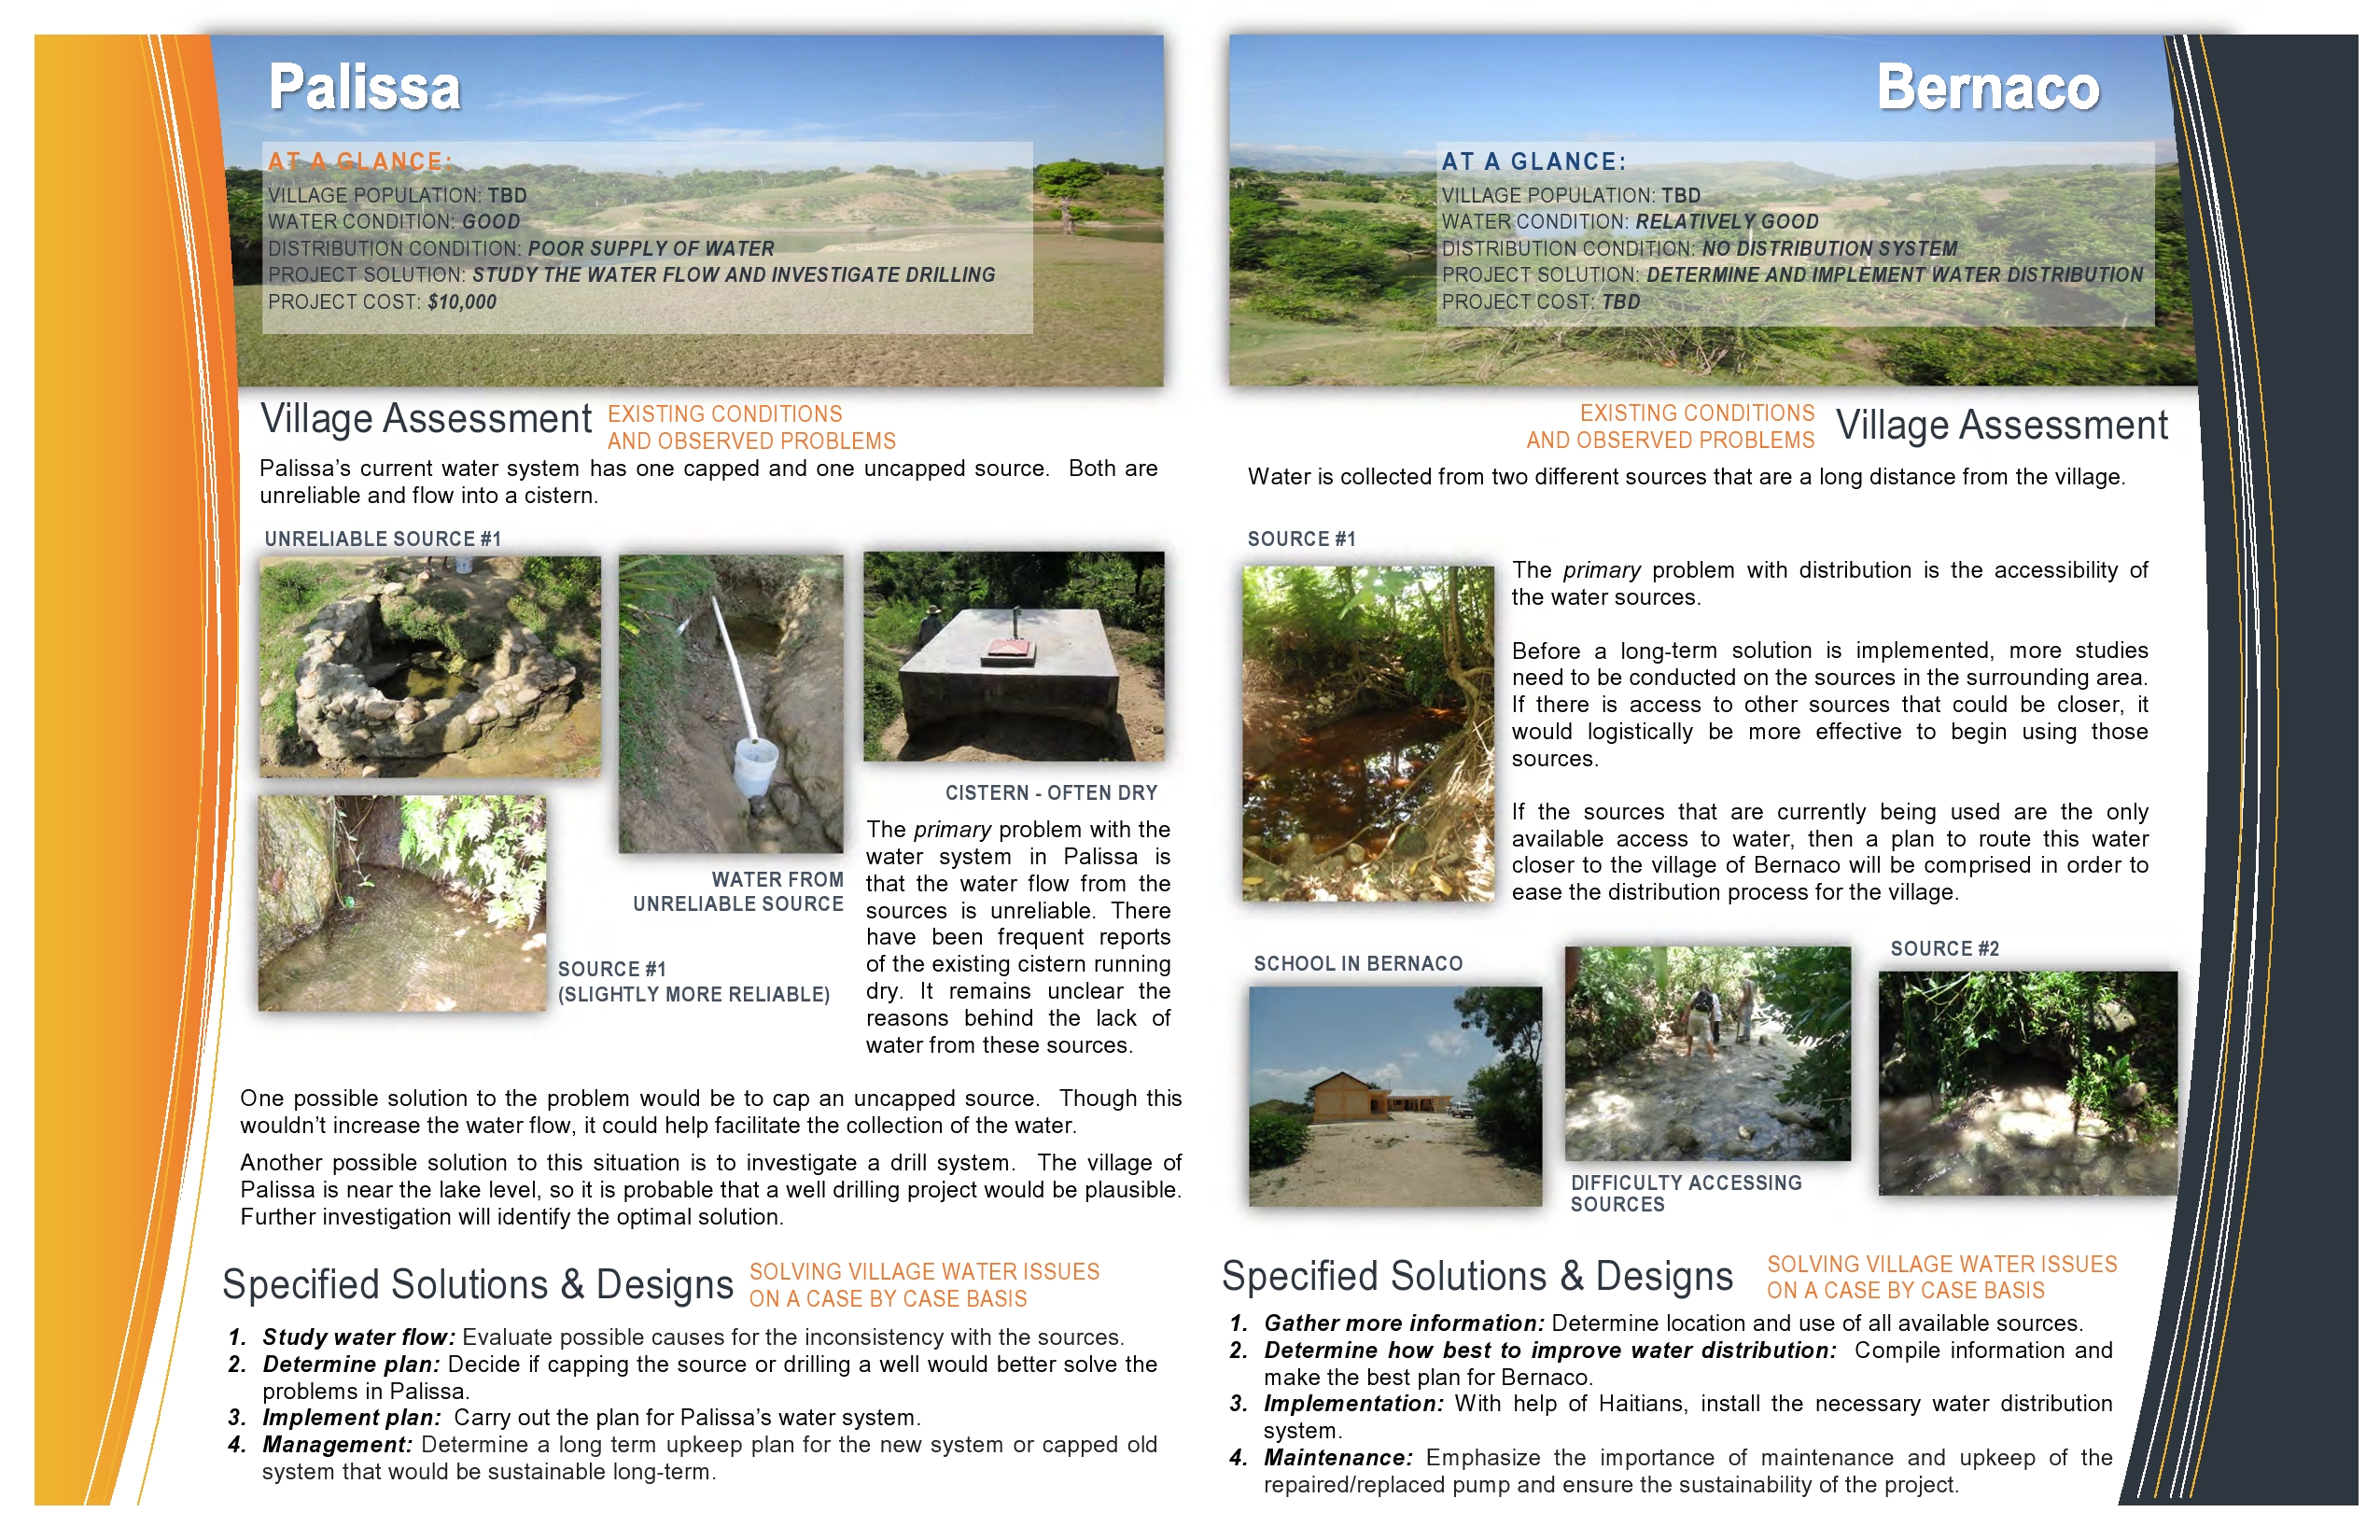 Palissa
AT A GLANCE:
VILLAGE POPULATION: TBD
WATER CONDITION: GOOD
DISTRIBUTION CONDITION: POOR SUPPLY OF WATER
PROJECT SOLUTION: STUDY THE WATER FLOW AND INVESTIGATE DRILLING
PROJECT COST: $10,000
Village Assessment
EXISTING CONDITIONS
AND OBSERVED PROBLEMS
Palissa’s current water system has one capped and one uncapped source.  Both are
unreliable and flow into a cistern.
UNRELIABLE SOURCE #1
WATER FROM
UNRELIABLE SOURCE
SOURCE #1
(SLIGHTLY MORE RELIABLE)
CISTERN - OFTEN DRY
The primary problem with the
water system in Palissa is
that the water flow from the
sources is unreliable. There
have been frequent reports
of the existing cistern running
dry. It remains unclear the
reasons behind the lack of
water from these sources.
One possible solution to the problem would be to cap an uncapped source.  Though this
wouldn’t increase the water flow, it could help facilitate the collection of the water.
Another possible solution to this situation is to investigate a drill system.  The village of
Palissa is near the lake level, so it is probable that a well drilling project would be plausible.
Further investigation will identify the optimal solution.
Specified Solutions & Designs
SOLVING VILLAGE WATER ISSUES
ON A CASE BY CASE BASIS
1. Study water flow: Evaluate possible causes for the inconsistency with the sources.
2. Determine plan: Decide if capping the source or drilling a well would better solve the
problems in Palissa.
3. Implement plan:  Carry out the plan for Palissa’s water system.
4. Management: Determine a long term upkeep plan for the new system or capped old
system that would be sustainable long-term.
Bernaco
AT A GLANCE:
VILLAGE POPULATION: TBD
WATER CONDITION: RELATIVELY GOOD
DISTRIBUTION CONDITION: NO DISTRIBUTION SYSTEM
PROJECT SOLUTION: DETERMINE AND IMPLEMENT WATER DISTRIBUTION
PROJECT COST: TBD
EXISTING CONDITIONS
AND OBSERVED PROBLEMS
Village Assessment
Water is collected from two different sources that are a long distance from the village.
SOURCE #1
The primary problem with distribution is the accessibility of
the water sources.
Before a long-term solution is implemented, more studies
need to be conducted on the sources in the surrounding area.
If there is access to other sources that could be closer, it
would logistically be more effective to begin using those
sources.
If the sources that are currently being used are the only
available access to water, then a plan to route this water
closer to the village of Bernaco will be comprised in order to
ease the distribution process for the village.
SCHOOL IN BERNACO
DIFFICULTY ACCESSING
SOURCES
SOURCE #2
Specified Solutions & Designs
SOLVING VILLAGE WATER ISSUES
ON A CASE BY CASE BASIS
1. Gather more information: Determine location and use of all available sources.
2. Determine how best to improve water distribution:  Compile information and
make the best plan for Bernaco.
3. Implementation: With help of Haitians, install the necessary water distribution
system.
4. Maintenance: Emphasize the importance of maintenance and upkeep of the
repaired/replaced pump and ensure the sustainability of the project.